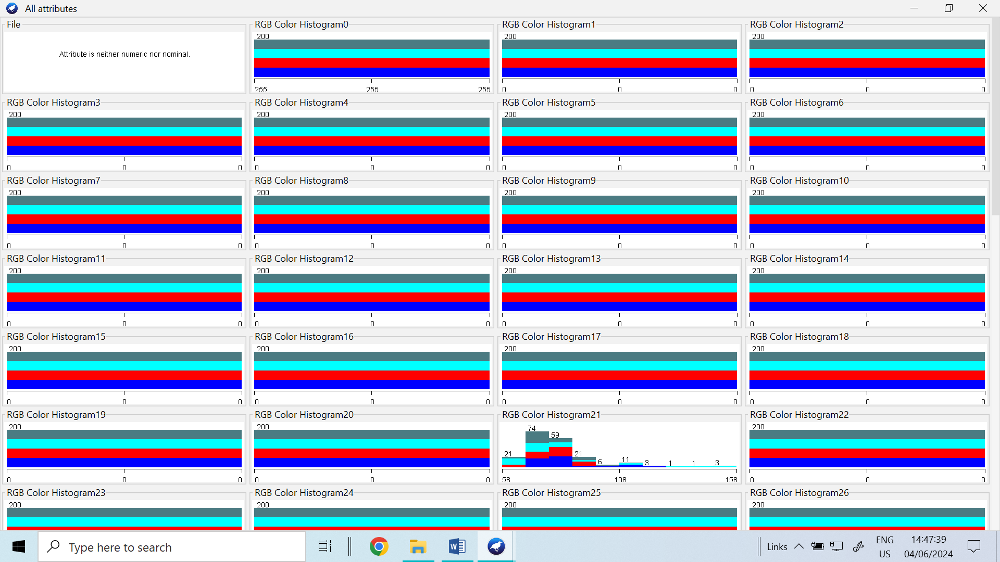 All attributes
File
Attribute is neither numeric nor nominal.
RGB Color Histogram0
200
255 255 255
RGB Color Histogram1
200
0 0 0
RGB Color Histogram2
200
0 0 0
RGB Color Histogram3
200
0 0 0
RGB Color Histogram4
200
0 0 0
RGB Color Histogram5
200
0 0 0
RGB Color Histogram6
200
0 0 0
RGB Color Histogram7
200
0 0 0
RGB Color Histogram8
200
0 0 0
RGB Color Histogram9
200
0 0 0
RGB Color Histogram10
200
0 0 0
RGB Color Histogram11
200
0 0 0
RGB Color Histogram12
200
0 0 0
RGB Color Histogram13
200
0 0 0
RGB Color Histogram14
200
0 0 0
RGB Color Histogram15
200
0 0 0
RGB Color Histogram16
200
0 0 0
RGB Color Histogram17
200
0 0 0
RGB Color Histogram18
200
0 0 0
RGB Color Histogram19
200
0 0 0
RGB Color Histogram20
200
0 0 0
RGB Color Histogram21
21 74 59 21 6 11 3 1 1 3
58 108 158
RGB Color Histogram22
200
0 0 0
RGB Color Histogram23
200
RGB Color Histogram24
200
RGB Color Histogram25
200
RGB Color Histogram26
200
Type here to search
W
Links
ENG
US
14:47:39
04/06/2024